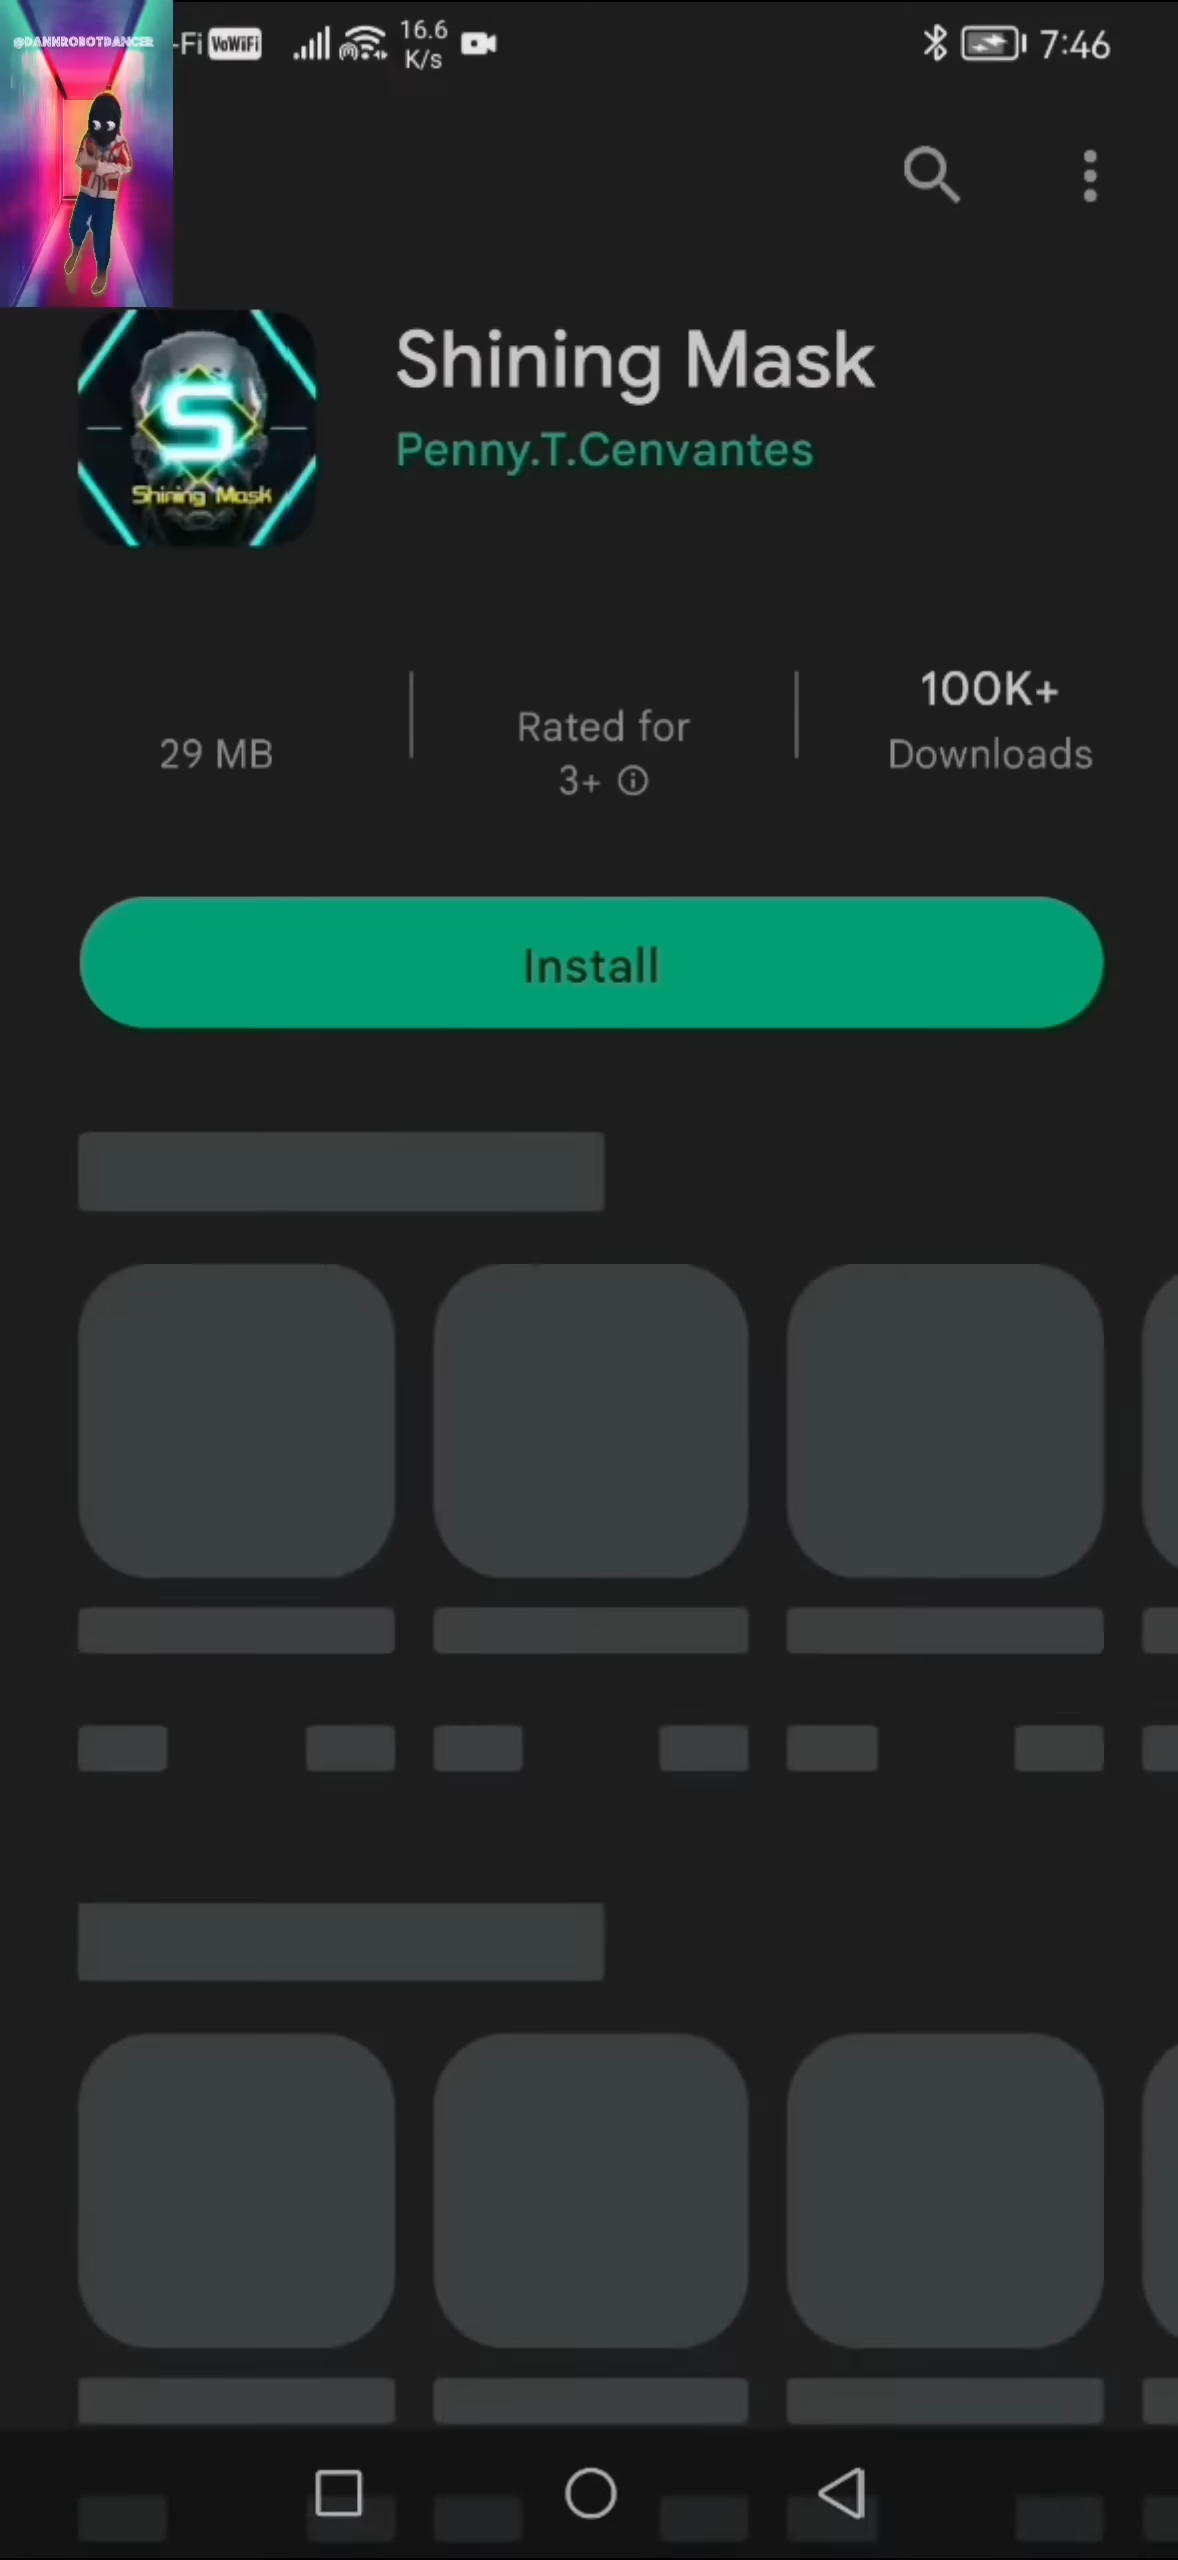 @DANNROBOTDANCER
-Fi VoWiFi 16.6 K/s 7:46
Shining Mask
Penny.T.Cenvantes
S
Shining Mask
29 MB
Rated for
3+
100K+
Downloads
Install